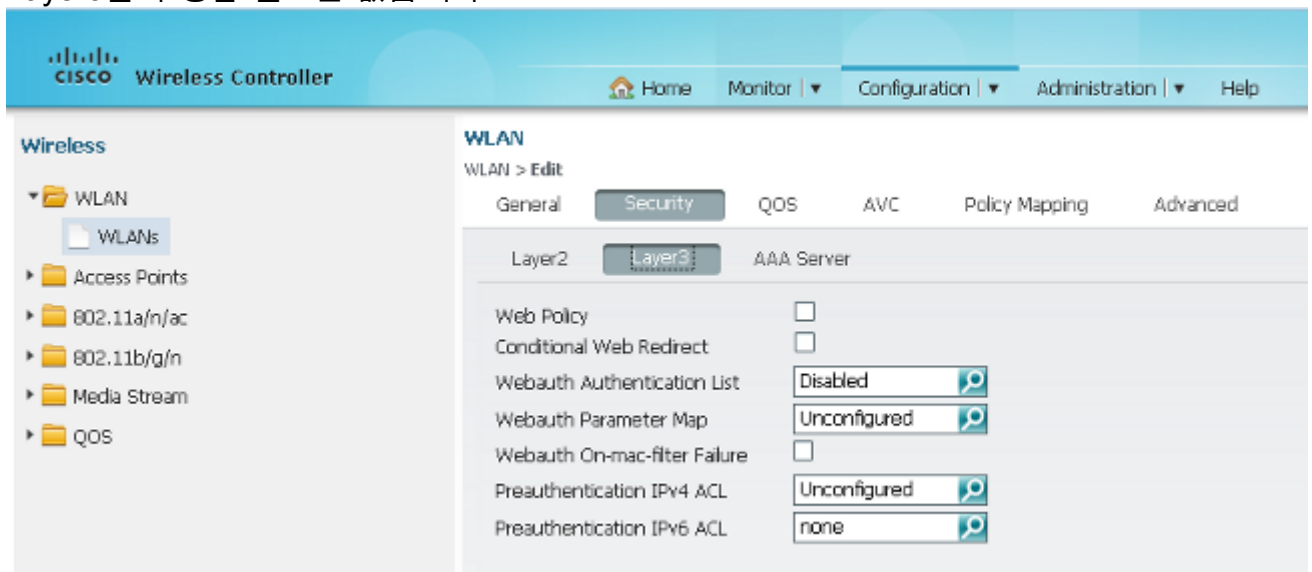 CISCO Wireless Controller
Home Monitor Configuration Administration Help
Wireless
WLAN
WLANs
Access Points
802.11a/n/ac
802.11b/g/n
Media Stream
QOS
WLAN
WLAN > Edit
General Security QOS AVC Policy Mapping Advanced
Layer2 Layer3 AAA Server
Web Policy
Conditional Web Redirect
Webauth Authentication List Disabled
Webauth Parameter Map Unconfigured
Webauth On-mac-filter Failure
Preauthentication IPv4 ACL Unconfigured
Preauthentication IPv6 ACL none